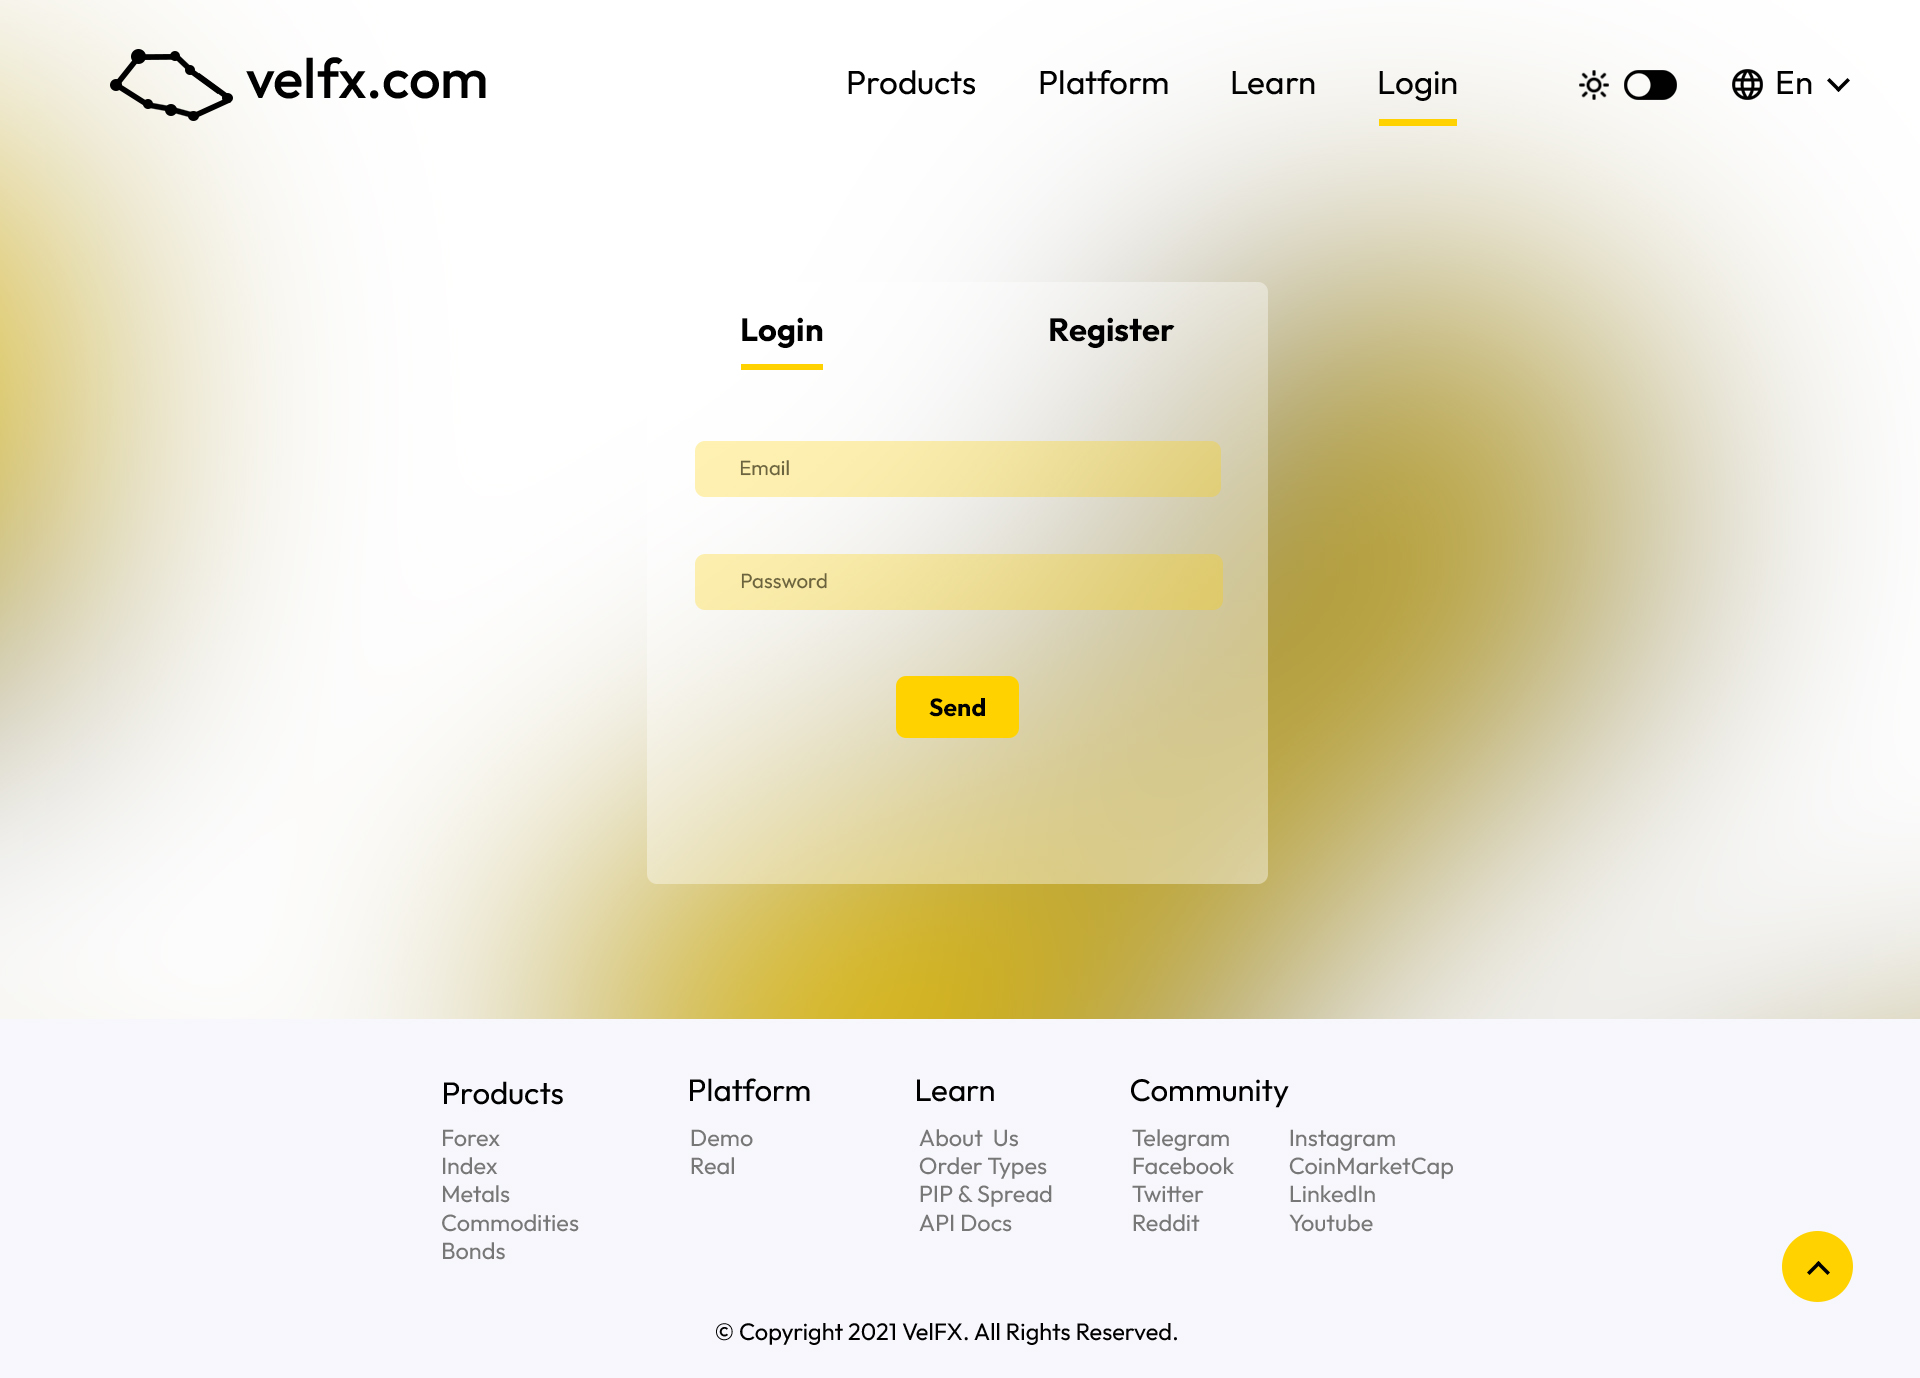 velfx.com
Products Platform Learn Login En
Login Register
Email
Password
Send
Products
Forex
Index
Metals
Commodities
Bonds
Platform
Demo
Real
Learn
About Us
Order Types
PIP & Spread
API Docs
Community
Telegram Instagram
Facebook CoinMarketCap
Twitter LinkedIn
Reddit Youtube
© Copyright 2021 VelFX. All Rights Reserved.